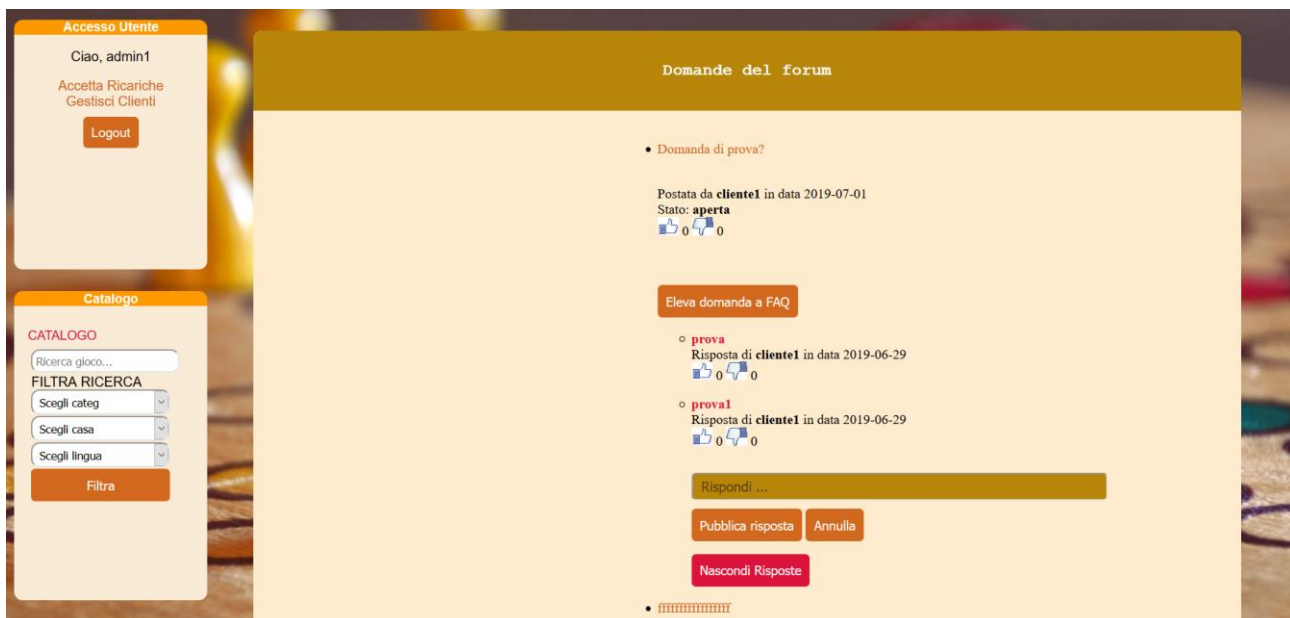 Accesso Utente
Ciao, admin1
Accetta Ricariche
Gestisci Clienti
Logout
Catalogo
CATALOGO
Ricerca gioco...
FILTRA RICERCA
Scegli categ
Scegli casa
Scegli lingua
Filtra
Domande del forum
Domanda di prova?
Postata da cliente1 in data 2019-07-01
Stato: aperta
0 0
Eleva domanda a FAQ
prova
Risposta di cliente1 in data 2019-06-29
0 0
prova1
Risposta di cliente1 in data 2019-06-29
0 0
Rispondi ...
Pubblica risposta Annulla
Nascondi Risposte